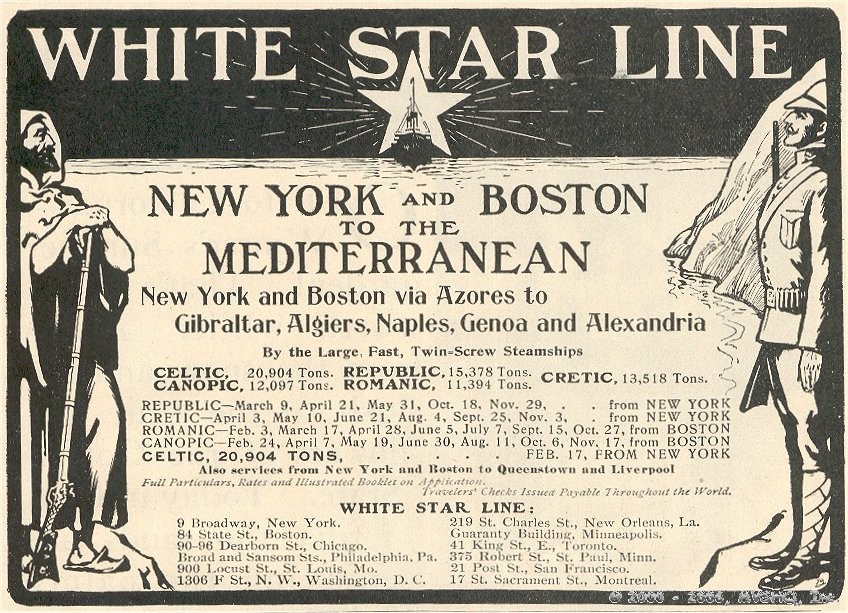 WHITE STAR LINE
NEW YORK AND BOSTON
TO THE
MEDITERRANEAN
New York and Boston via Azores to
Gibraltar, Algiers, Naples, Genoa and Alexandria
By the Large, Fast, Twin=Screw Steamships
CELTIC, 20,904 Tons. REPUBLIC, 15,378 Tons. CRETIC, 13,518 Tons.
CANOPIC, 12,097 Tons. ROMANIC, 11,394 Tons.
REPUBLIC—March 9, April 21, May 31, Oct. 18, Nov. 29, . . from NEW YORK
CRETIC—April 3, May 10, June 21, Aug. 4, Sept. 25, Nov. 3, . from NEW YORK
ROMANIC—Feb. 3, March 17, April 28, June 5, July 7, Sept. 15, Oct. 27, from BOSTON
CANOPIC—Feb. 24, April 7, May 19, June 30, Aug. 11, Oct. 6, Nov. 17, from BOSTON
CELTIC, 20,904 TONS, . . . . . . FEB. 17, FROM NEW YORK
Also services from New York and Boston to Queenstown and Liverpool
Full Particulars, Rates and Illustrated Booklet on Application.
Travelers' Checks Issued Payable Throughout the World.
WHITE STAR LINE:
9 Broadway, New York.
84 State St., Boston.
90-96 Dearborn St., Chicago.
Broad and Sansom Sts., Philadelphia, Pa.
900 Locust St., St. Louis, Mo.
1306 F St., N. W., Washington, D. C.
219 St. Charles St., New Orleans, La.
Guaranty Building, Minneapolis.
41 King St., E., Toronto.
375 Robert St., St. Paul, Minn.
21 Post St., San Francisco.
17 St. Sacrament St., Montreal.
© 2000 - 2006, Inc